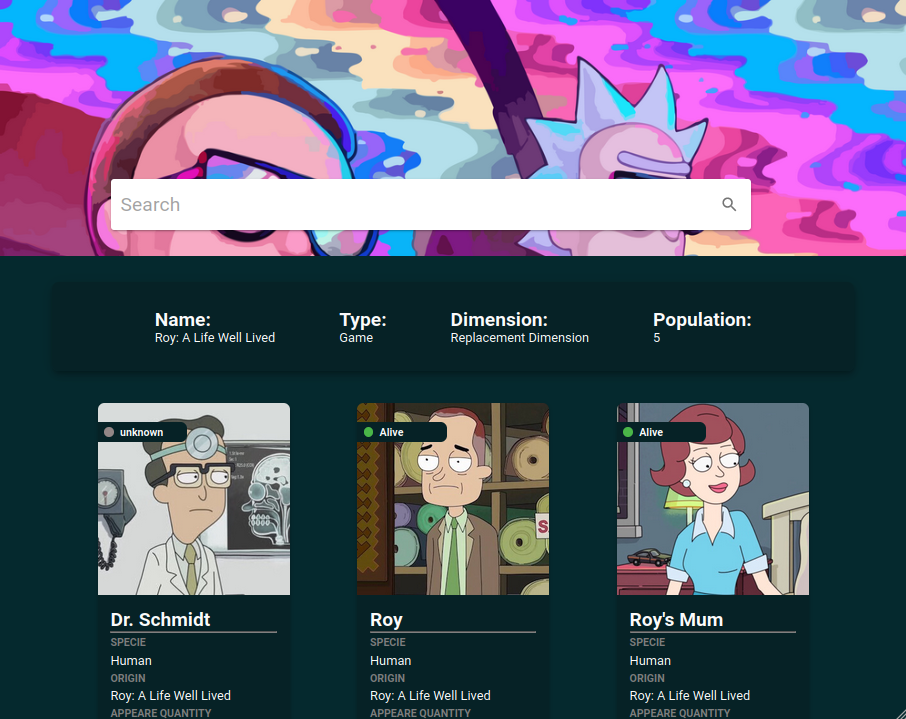 Search
Name: Type: Dimension: Population:
Roy: A Life Well Lived Game Replacement Dimension 5
unknown Alive Alive
S
Dr. Schmidt Roy Roy's Mum
SPECIE SPECIE SPECIE
Human Human Human
ORIGIN ORIGIN ORIGIN
Roy: A Life Well Lived Roy: A Life Well Lived Roy: A Life Well Lived
APPEARE QUANTITY APPEARE QUANTITY APPEARE QUANTITY